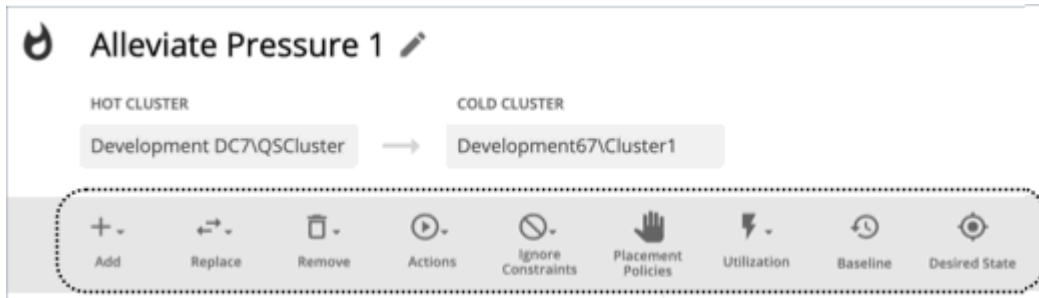 Alleviate Pressure 1
HOT CLUSTER
COLD CLUSTER
Development DC7\QSCluster
Development67\Cluster1
Add
Replace
Remove
Actions
Ignore
Constraints
Placement
Policies
Utilization
Baseline
Desired State